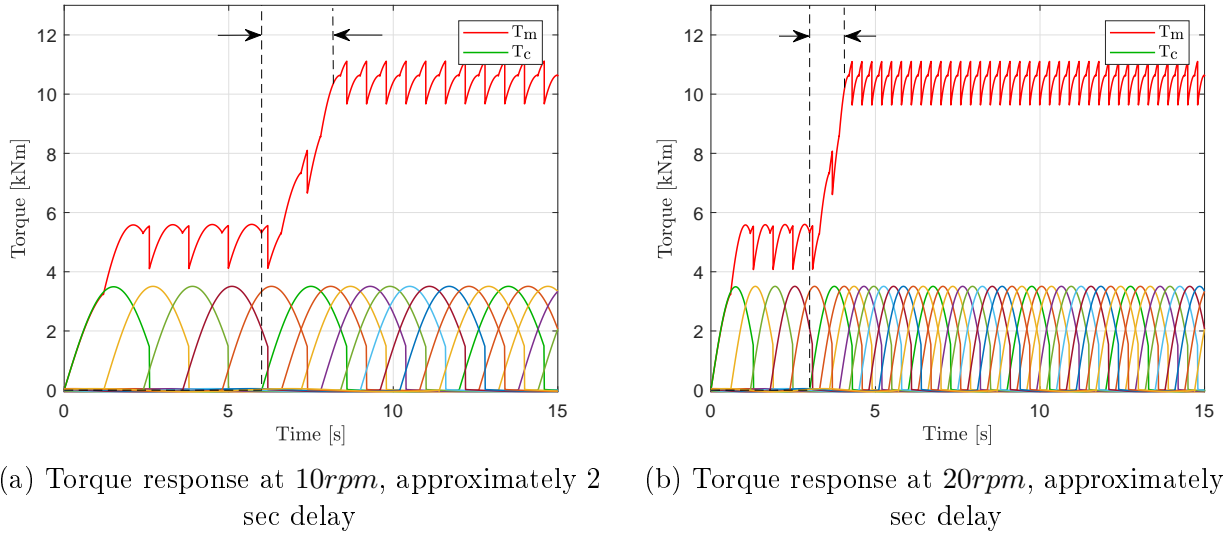 12
10
8
6
4
2
0
0
5
10
15
Torque [kNm]
Time [s]
Tm
Tc
12
10
8
6
4
2
0
0
5
10
15
Torque [kNm]
Time [s]
Tm
Tc
(a) Torque response at 10rpm, approximately 2
sec delay
(b) Torque response at 20rpm, approximately
sec delay